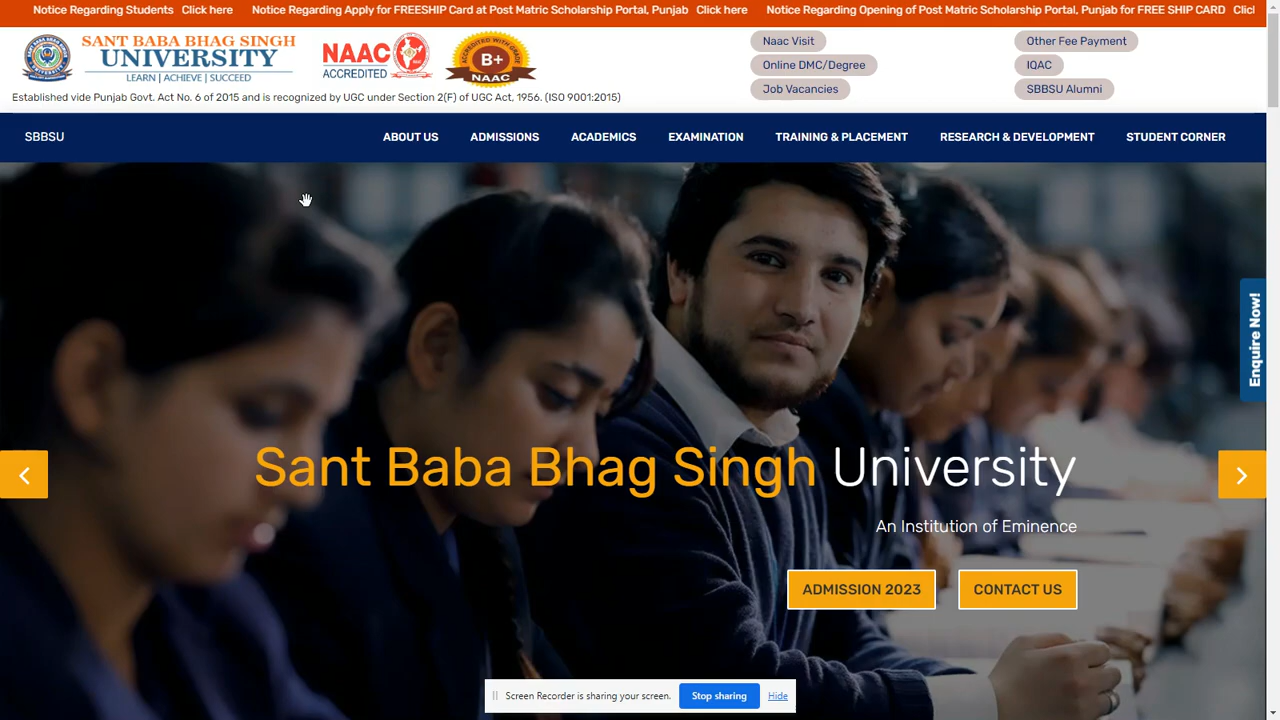 Notice Regarding Students Click here Notice Regarding Apply for FREESHIP Card at Post Matric Scholarship Portal, Punjab Click here Notice Regarding Opening of Post Matric Scholarship Portal, Punjab for FREE SHIP CARD Clic
SANT BABA BHAG SINGH
UNIVERSITY
LEARN | ACHIEVE | SUCCEED
NAAC
ACCREDITED
ACCREDITED WITH GRADE
B+
NAAC
Naac Visit
Online DMC/Degree
Job Vacancies
Other Fee Payment
IQAC
SBBSU Alumni
Established vide Punjab Govt. Act No. 6 of 2015 and is recognized by UGC under Section 2(F) of UGC Act, 1956. (ISO 9001:2015)
SBBSU ABOUT US ADMISSIONS ACADEMICS EXAMINATION TRAINING & PLACEMENT RESEARCH & DEVELOPMENT STUDENT CORNER
Enquire Now!
Sant Baba Bhag Singh University
An Institution of Eminence
ADMISSION 2023 CONTACT US
Screen Recorder is sharing your screen. Stop sharing Hide